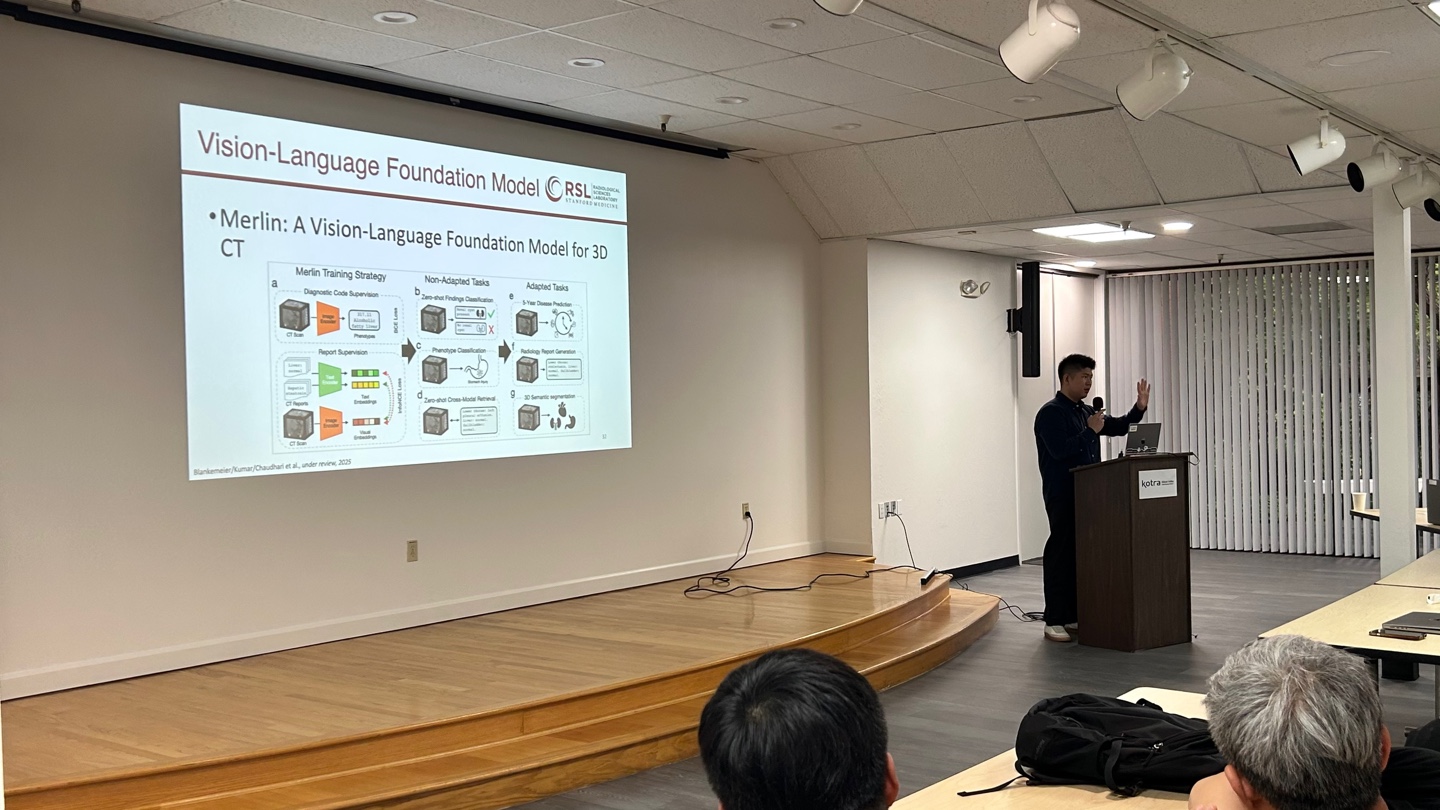 Vision-Language Foundation Model
RSL
RADIOLOGICAL
SCIENCES
LABORATORY
STANFORD MEDICINE
•Merlin: A Vision-Language Foundation Model for 3D
CT
Merlin Training Strategy
Non-Adapted Tasks
Adapted Tasks
a
Diagnostic Code Supervision
Image
Encoder
CT Scan
Phenotypes
BCE Loss
Report Supervision
Text
Encoder
CT Reports
Text
Embeddings
Image
Encoder
CT Scan
Visual
Embeddings
InfoNCE Loss
b
Zero-shot Findings Classification
c
Phenotype Classification
d
Zero-shot Cross-Modal Retrieval
e
5-Year Disease Prediction
f
Radiology Report Generation
g
3D Semantic segmentation
Blankemeier/Kumar/Chaudhari et al., under review, 2025
kotra